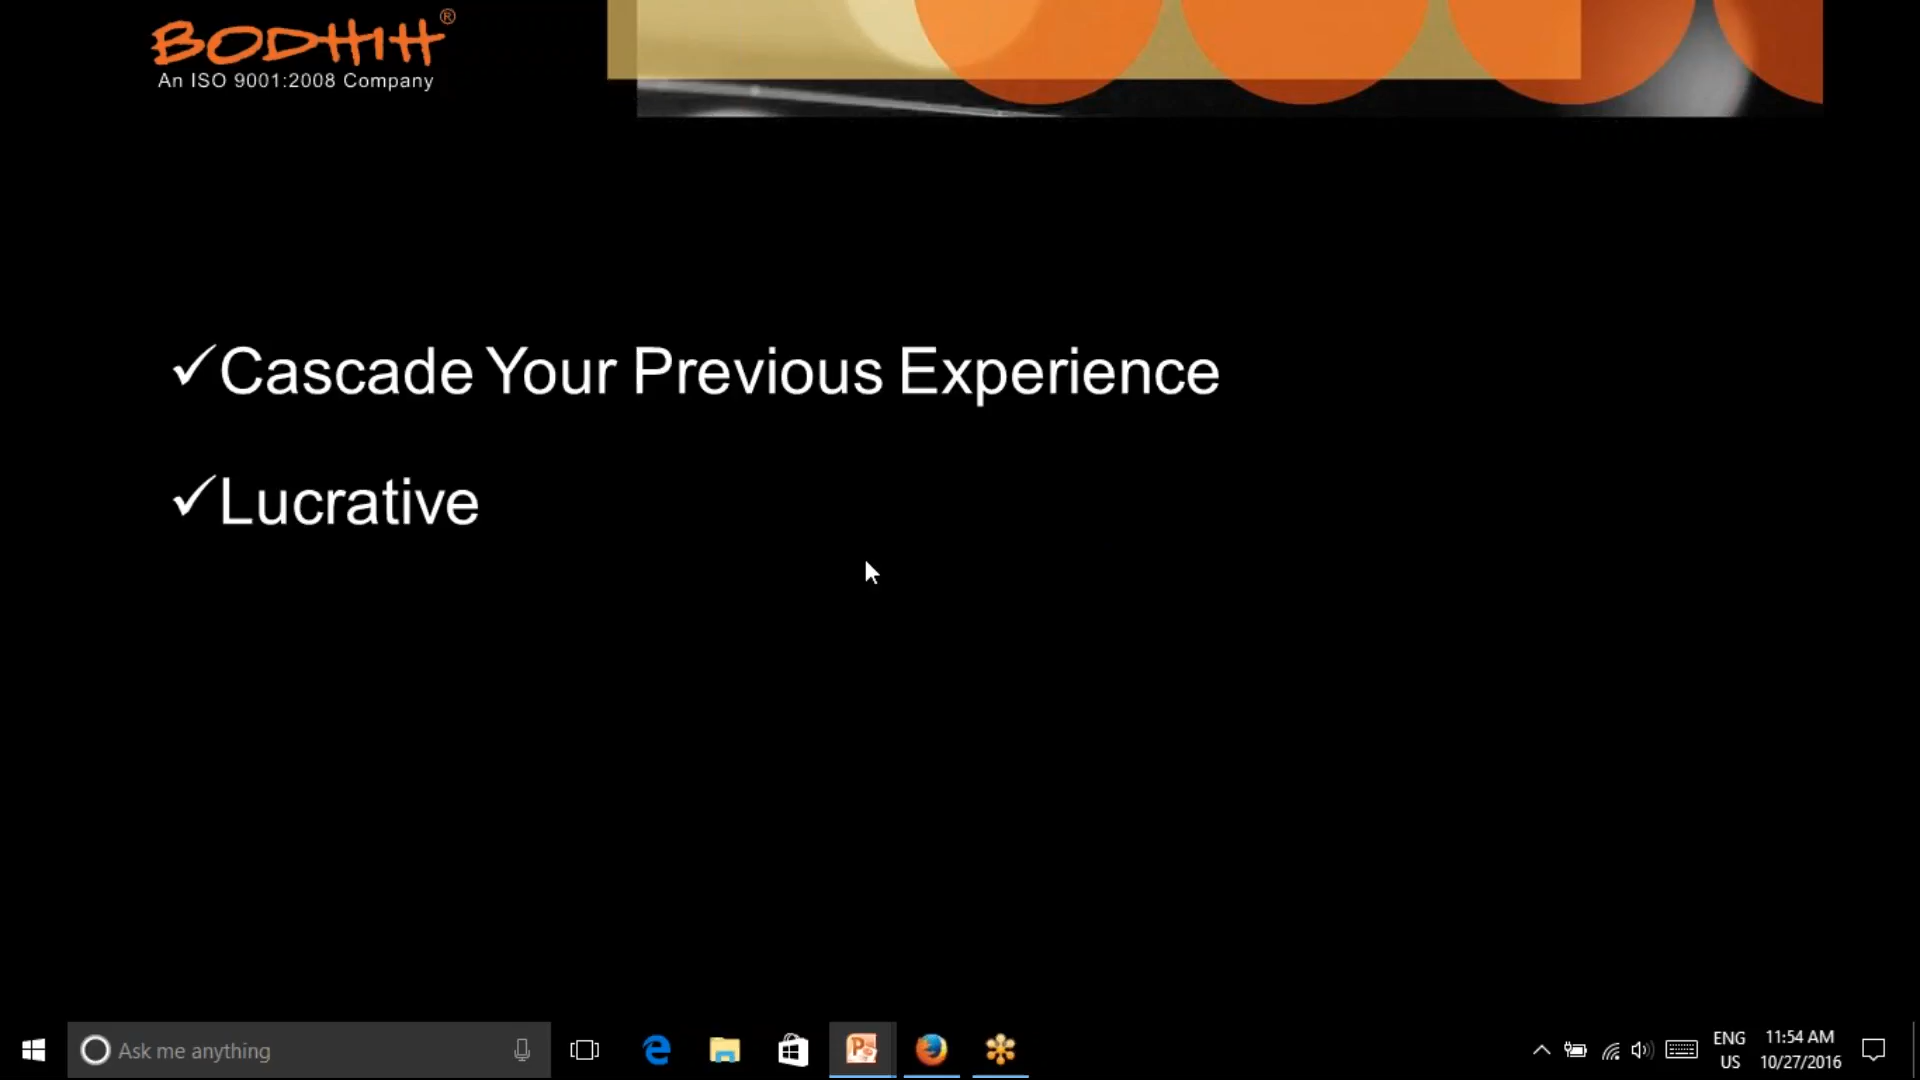 BODHIH®
An ISO 9001:2008 Company
✓Cascade Your Previous Experience
✓Lucrative
Ask me anything
ENG
US
11:54 AM
10/27/2016